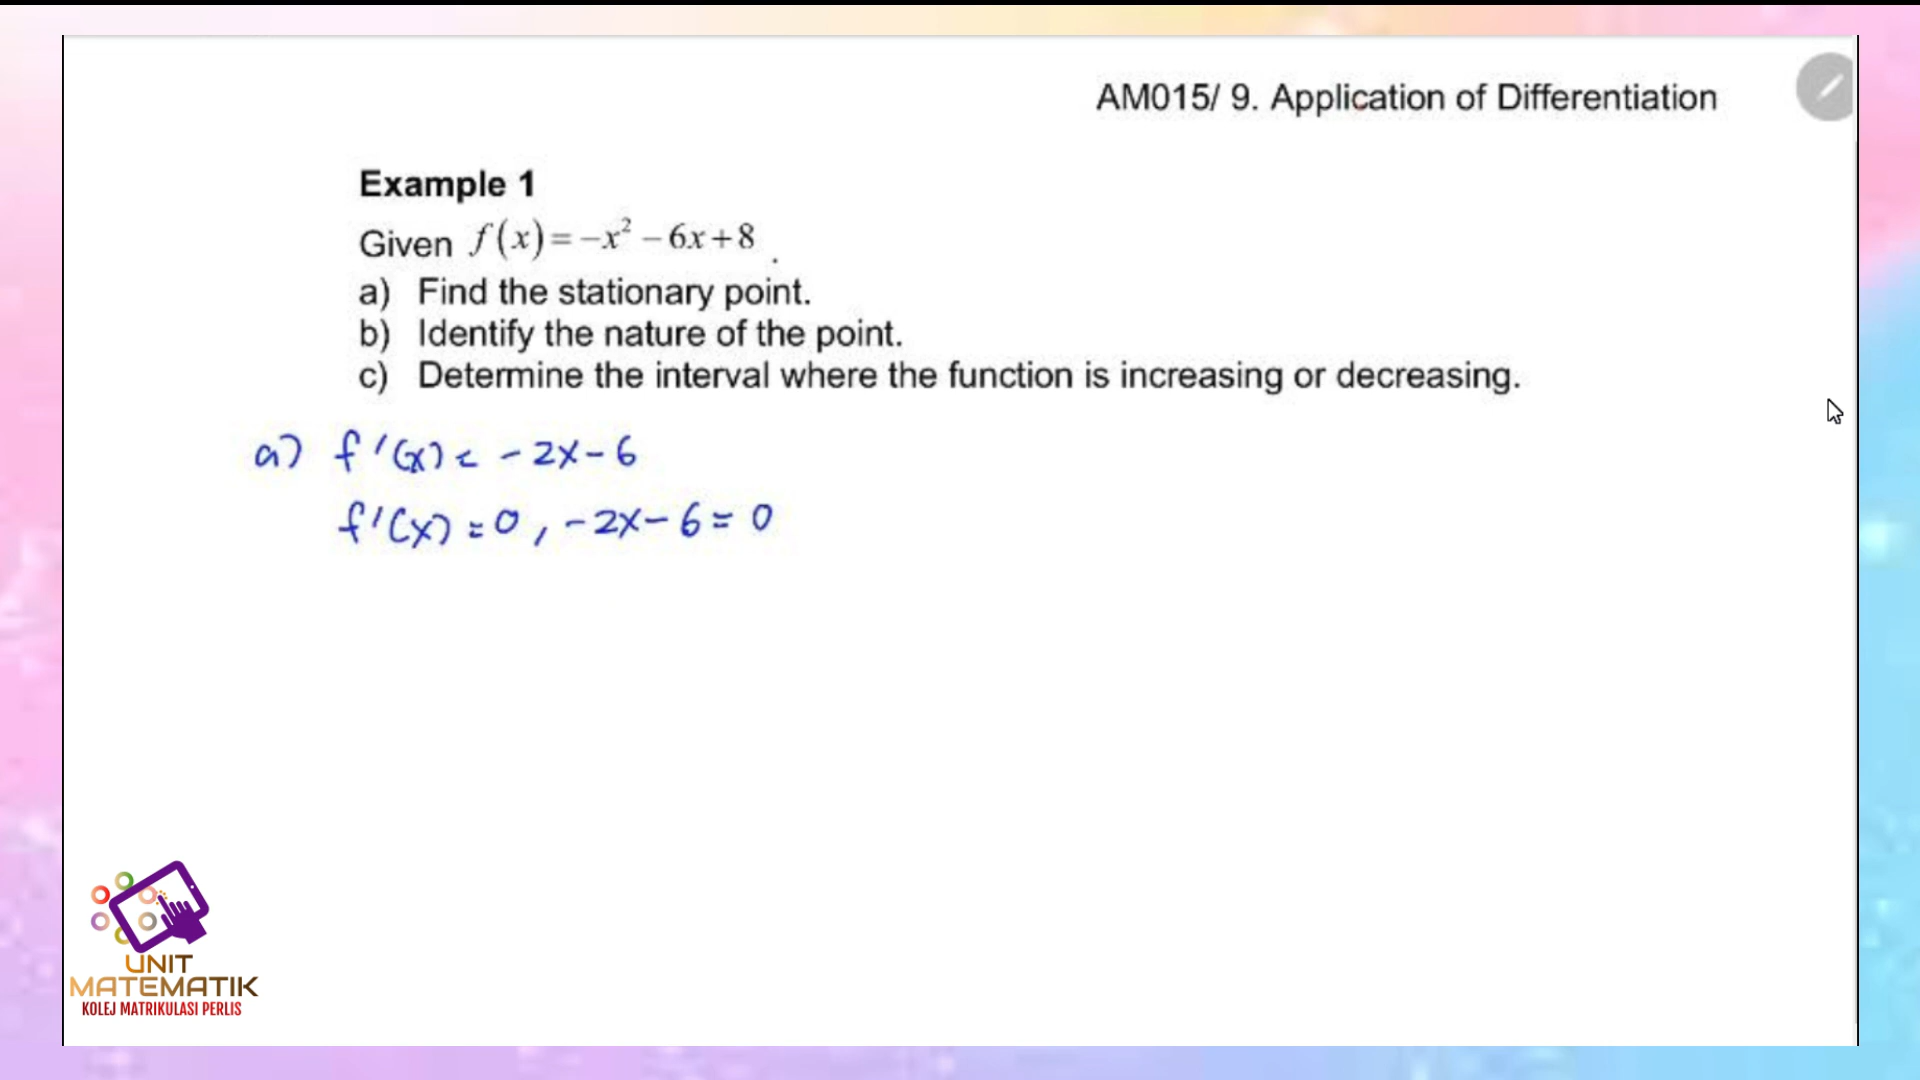 AM015/ 9. Application of Differentiation
Example 1
Given f(x)=−x²−6x+8 .
a) Find the stationary point.
b) Identify the nature of the point.
c) Determine the interval where the function is increasing or decreasing.
a) f'(x) = -2x-6
f'(x) = 0, -2x-6 = 0
UNIT
MATEMATIK
KOLEJ MATRIKULASI PERLIS